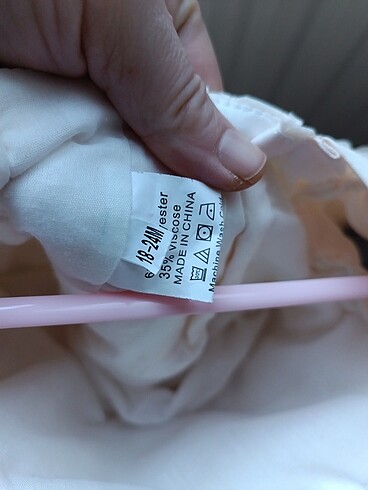 18-24M
/ester
35% Viscose
MADE IN CHINA
Machine Wash